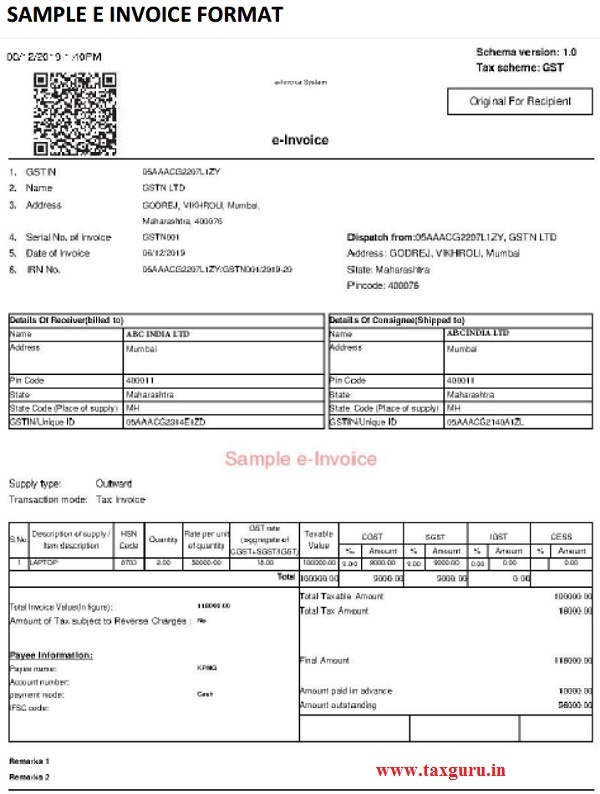 SAMPLE E INVOICE FORMAT
Schema version: 1.0
Tax scheme: GST
e-Invoice System
Original For Recipient
e-Invoice
1. GSTIN 05AAACG2207L1ZY
2. Name GSTN LTD
3. Address GODREJ, VIKHROLI, Mumbai,
Maharashtra, 400076
4. Serial No. of Invoice GSTN001 Dispatch from:05AAACG2207L1ZY, GSTN LTD
5. Date of Invoice 06/12/2019 Address: GODREJ, VIKHROLI, Mumbai
6. IRN No. 05AAACG2207L1ZY/GSTN001/2019-20 State: Maharashtra
Pincode: 400076
Details Of Receiver(billed to) Details Of Consignee(Shipped to)
Name ABC INDIA LTD Name ABC INDIA LTD
Address Mumbai Address Mumbai
Pin Code 400011 Pin Code 400011
State Maharashtra State Maharashtra
State Code (Place of supply) MH State Code (Place of supply) MH
GSTIN/Unique ID 05AAACG2314E1ZD GSTIN/Unique ID 05AAACG2140A1ZL
Sample e-Invoice
Supply type: Outward
Transaction mode: Tax Invoice
S.No Description of supply / Item description HSN Code Quantity Rate per unit of quantity GST rate (aggregate of CGST+SGST/IGST) Taxable Value CGST SGST IGST CESS
% Amount % Amount % Amount % Amount
1 LAPTOP 8703 2.00 50000.00 18.00 100000.00 9.00 9000.00 9.00 9000.00 0.00 0.00 0.00
Total 100000.00 9000.00 9000.00 0.00
Total Taxable Amount 100000.00
Total Invoice Value(In figure): 118000.00 Total Tax Amount 18000.00
Amount of Tax subject to Reverse Charges : No
Payee Information:
Payee name: KPMG Final Amount 118000.00
Account number:
payment mode: Cash Amount paid in advance 10000.00
IFSC code: Amount outstanding
Remarks 1
Remarks 2
www.taxguru.in